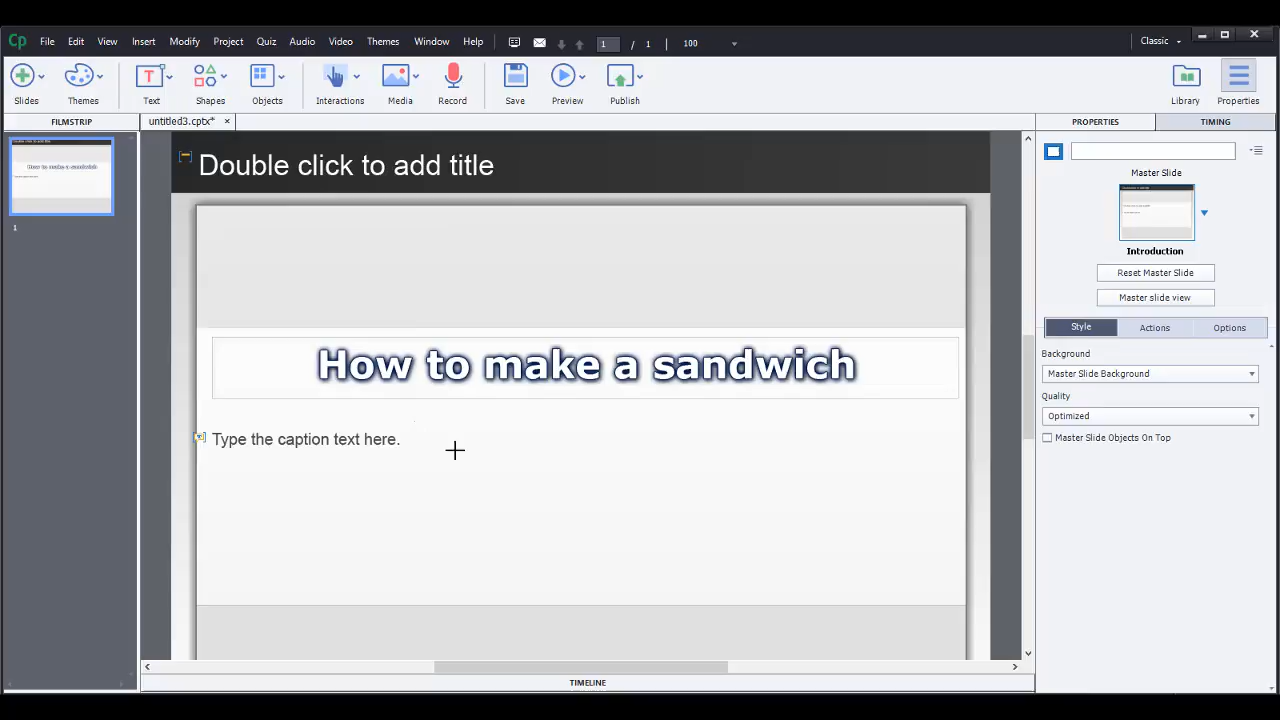 Cp File Edit View Insert Modify Project Quiz Audio Video Themes Window Help 1 / 1 100 Classic
Slides Themes Text Shapes Objects Interactions Media Record Save Preview Publish Library Properties
FILMSTRIP untitled3.cptx* PROPERTIES TIMING
Double click to add title
How to make a sandwich
Type the caption text here.
1
Master Slide
Introduction
Reset Master Slide
Master slide view
Style Actions Options
Background
Master Slide Background
Quality
Optimized
Master Slide Objects On Top
TIMELINE